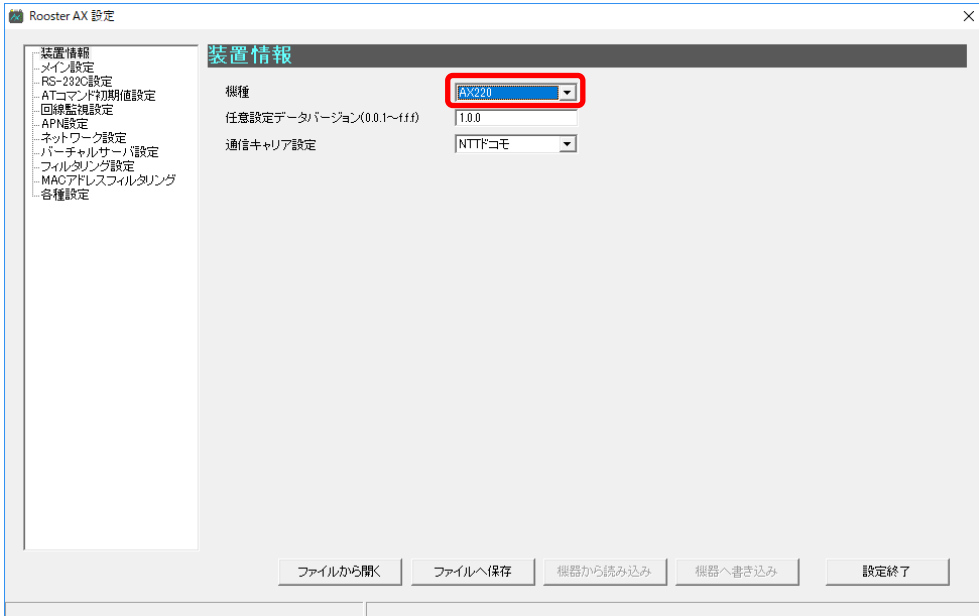 Rooster AX 設定
装置情報
メイン設定
RS-232C設定
ATコマンド初期値設定
回線監視設定
APN設定
ネットワーク設定
バーチャルサーバ設定
フィルタリング設定
MACアドレスフィルタリング
各種設定
装置情報
機種
AX220
任意設定データバージョン(0.0.1～f.f.f)
1.0.0
通信キャリア設定
NTTドコモ
ファイルから開く
ファイルへ保存
機器から読み込み
機器へ書き込み
設定終了